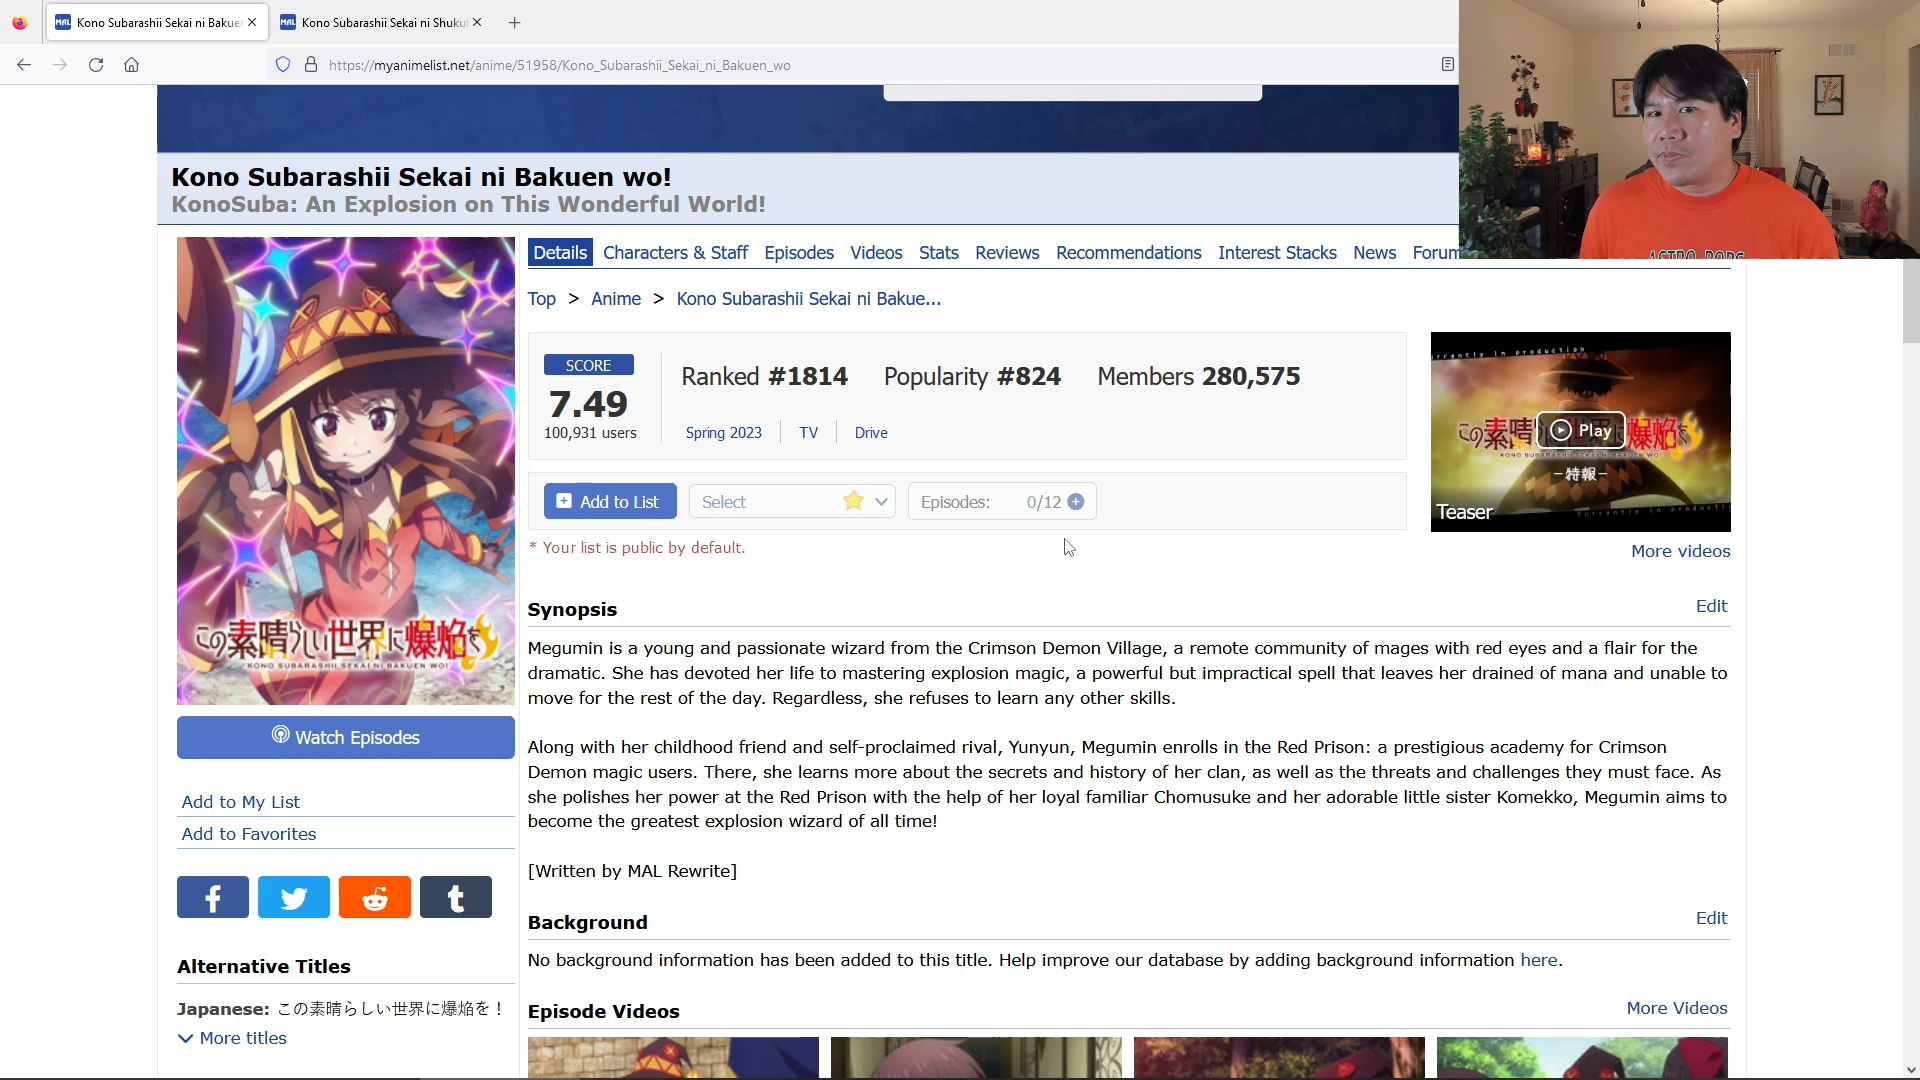 Kono Subarashii Sekai ni Bakue
Kono Subarashii Sekai ni Shuku
https://myanimelist.net/anime/51958/Kono_Subarashii_Sekai_ni_Bakuen_wo
Kono Subarashii Sekai ni Bakuen wo!
KonoSuba: An Explosion on This Wonderful World!
Details Characters & Staff Episodes Videos Stats Reviews Recommendations Interest Stacks News Forum
Top > Anime > Kono Subarashii Sekai ni Bakue...
SCORE
7.49
100,931 users
Ranked #1814 Popularity #824 Members 280,575
Spring 2023 TV Drive
Add to List Select Episodes: 0/12
* Your list is public by default.
この素晴らしい世界に爆焔を
KONO SUBARASHII SEKAI NI BAKUEN WO!
Play
－特報－
Teaser
More videos
Synopsis Edit
Megumin is a young and passionate wizard from the Crimson Demon Village, a remote community of mages with red eyes and a flair for the
dramatic. She has devoted her life to mastering explosion magic, a powerful but impractical spell that leaves her drained of mana and unable to
move for the rest of the day. Regardless, she refuses to learn any other skills.
Along with her childhood friend and self-proclaimed rival, Yunyun, Megumin enrolls in the Red Prison: a prestigious academy for Crimson
Demon magic users. There, she learns more about the secrets and history of her clan, as well as the threats and challenges they must face. As
she polishes her power at the Red Prison with the help of her loyal familiar Chomusuke and her adorable little sister Komekko, Megumin aims to
become the greatest explosion wizard of all time!
[Written by MAL Rewrite]
Background Edit
No background information has been added to this title. Help improve our database by adding background information here.
Episode Videos More Videos
Watch Episodes
Add to My List
Add to Favorites
Alternative Titles
Japanese: この素晴らしい世界に爆焔を！
More titles